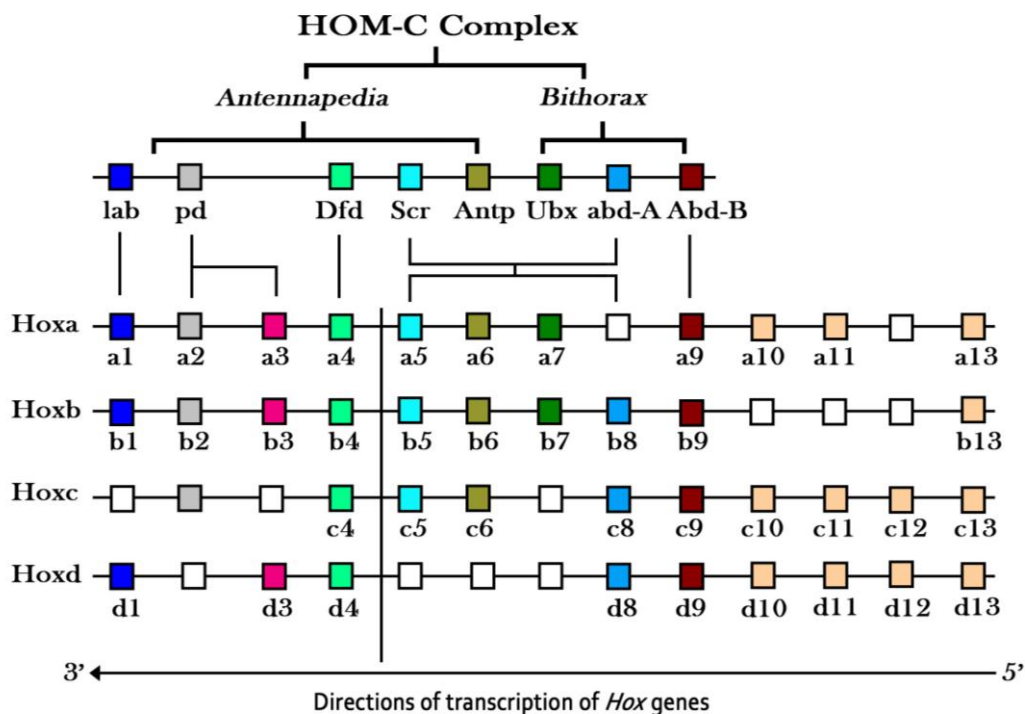 HOM-C Complex
Antennapedia Bithorax
lab pd Dfd Scr Antp Ubx abd-A Abd-B
Hoxa
a1 a2 a3 a4 a5 a6 a7 a9 a10 a11 a13
Hoxb
b1 b2 b3 b4 b5 b6 b7 b8 b9 b13
Hoxc
c4 c5 c6 c8 c9 c10 c11 c12 c13
Hoxd
d1 d3 d4 d8 d9 d10 d11 d12 d13
3’ 5’
Directions of transcription of Hox genes